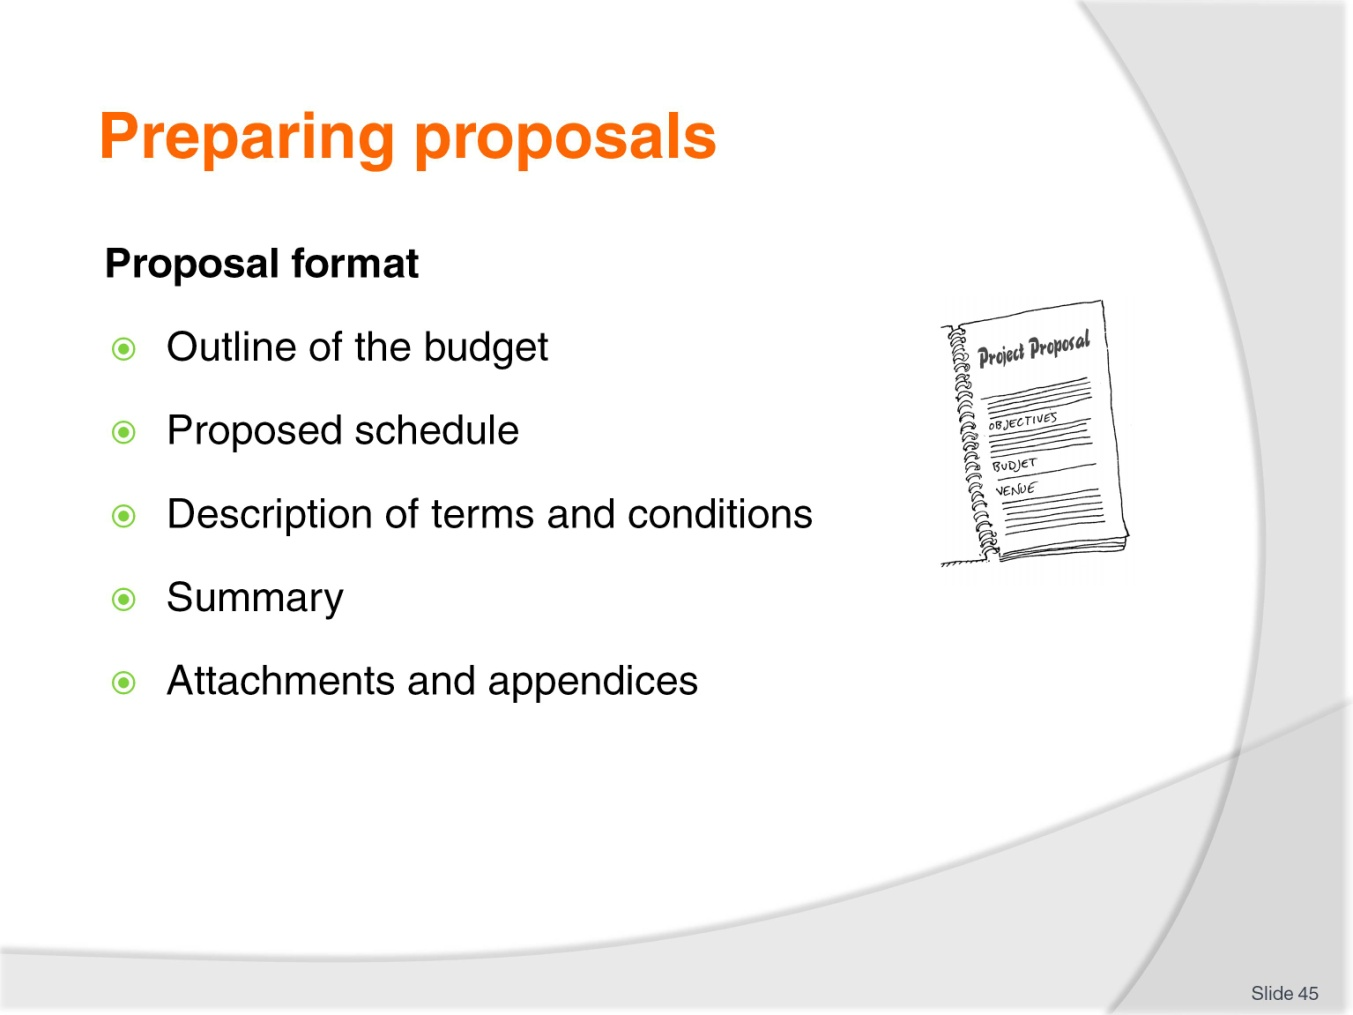 Preparing proposals
Proposal format
Outline of the budget
Proposed schedule
Description of terms and conditions
Summary
Attachments and appendices
Project Proposal
OBJECTIVES
BUDJET
VENUE
Slide 45